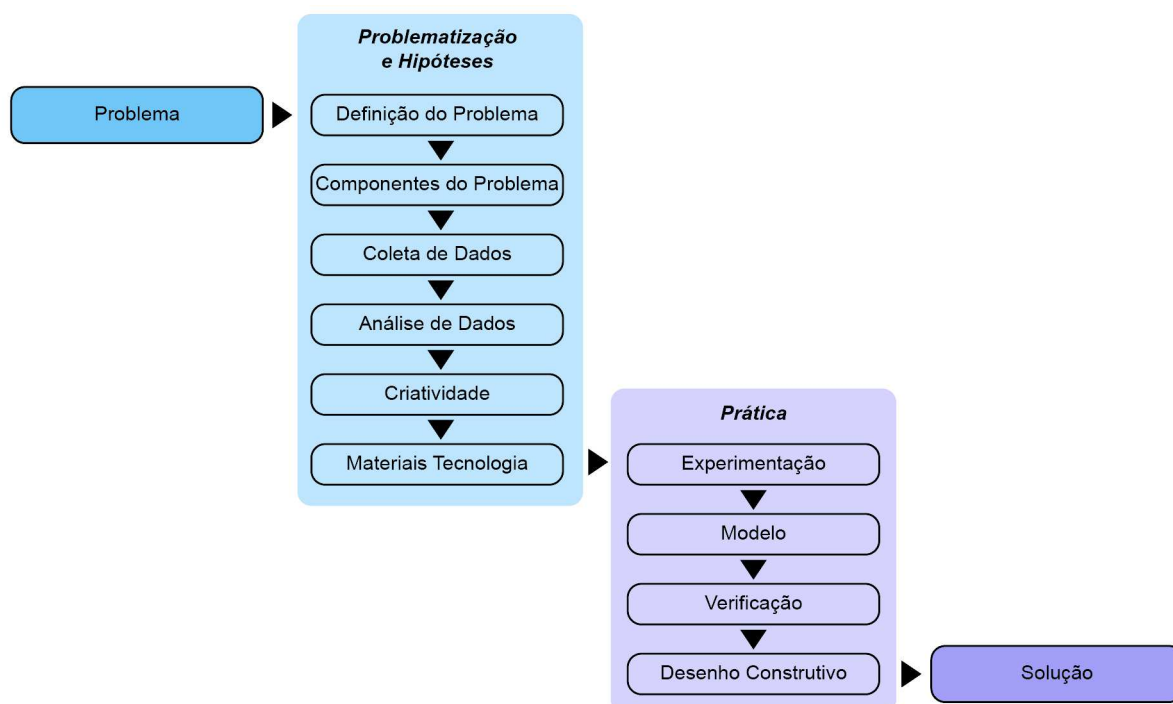 Problematização
e Hipóteses
Problema
Definição do Problema
Componentes do Problema
Coleta de Dados
Análise de Dados
Criatividade
Materiais Tecnologia
Prática
Experimentação
Modelo
Verificação
Desenho Construtivo
Solução